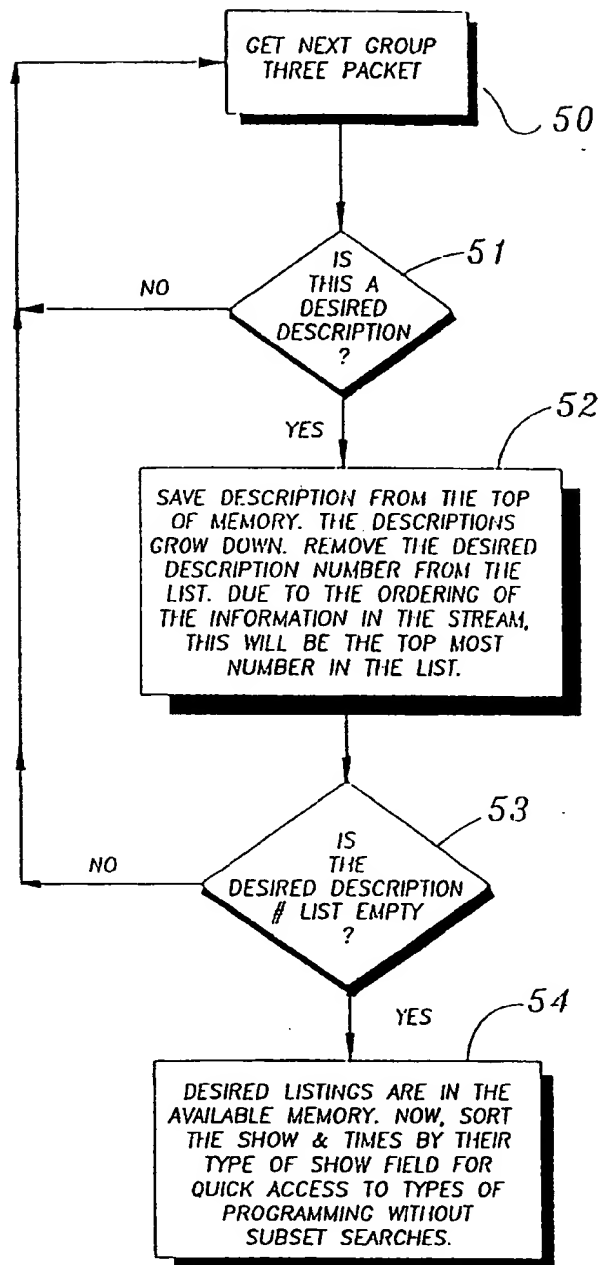 GET NEXT GROUP
THREE PACKET
50
IS
THIS A
DESIRED
DESCRIPTION
?
51
NO
YES
52
SAVE DESCRIPTION FROM THE TOP
OF MEMORY. THE DESCRIPTIONS
GROW DOWN. REMOVE THE DESIRED
DESCRIPTION NUMBER FROM THE
LIST. DUE TO THE ORDERING OF
THE INFORMATION IN THE STREAM,
THIS WILL BE THE TOP MOST
NUMBER IN THE LIST.
53
IS
THE
DESIRED DESCRIPTION
# LIST EMPTY
?
NO
YES
54
DESIRED LISTINGS ARE IN THE
AVAILABLE MEMORY. NOW, SORT
THE SHOW & TIMES BY THEIR
TYPE OF SHOW FIELD FOR
QUICK ACCESS TO TYPES OF
PROGRAMMING WITHOUT
SUBSET SEARCHES.